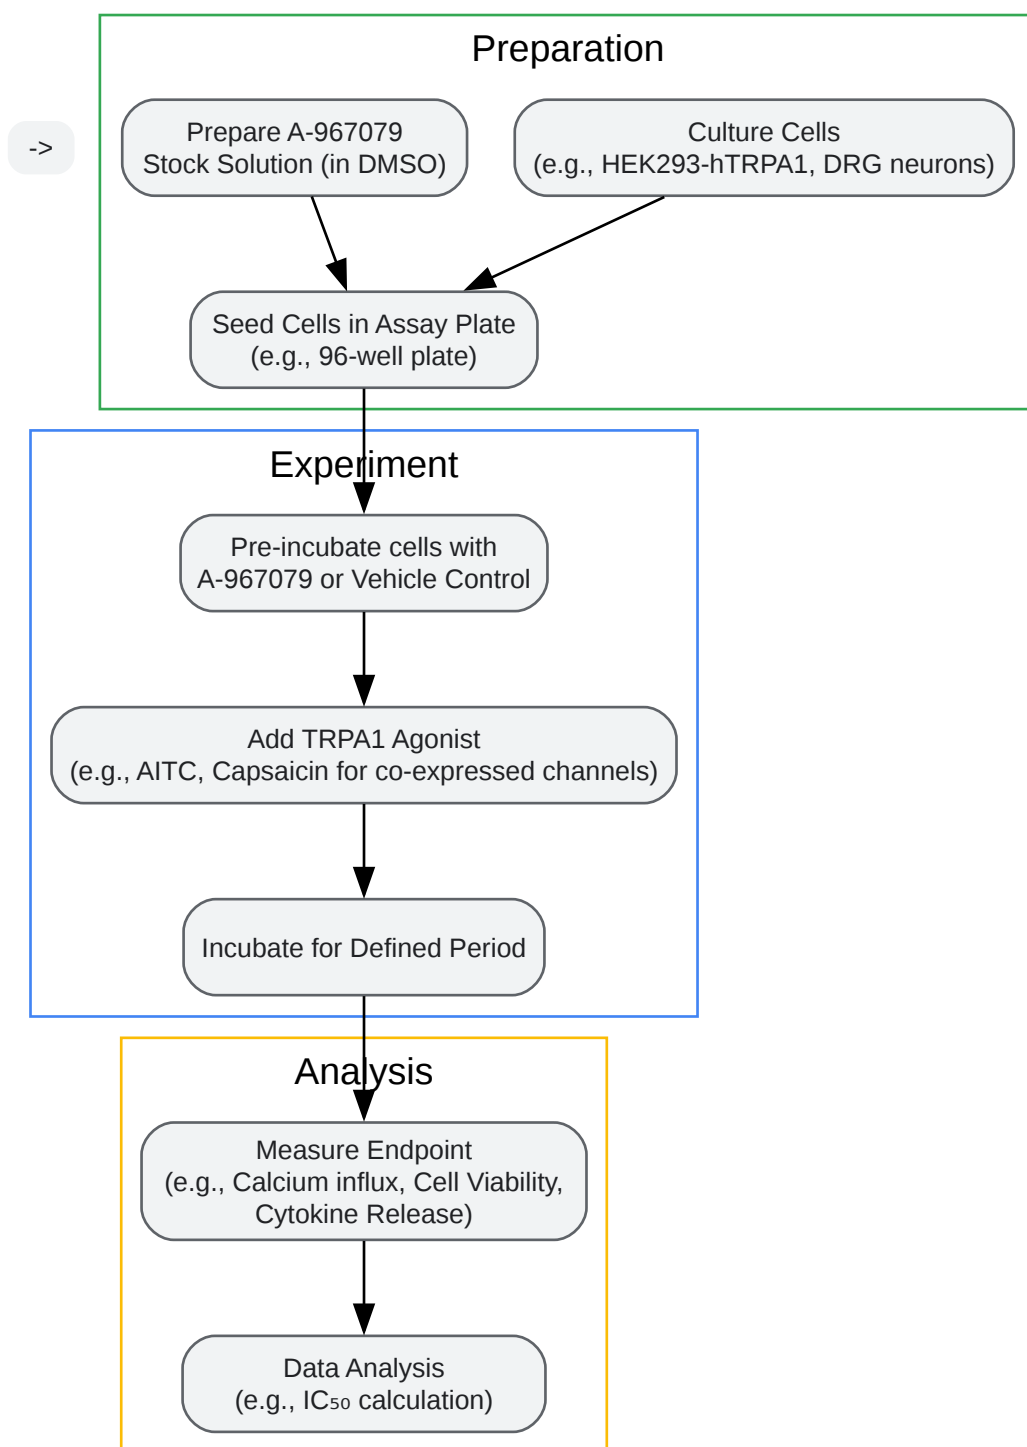 Preparation
->
Prepare A-967079
Stock Solution (in DMSO)
Culture Cells
(e.g., HEK293-hTRPA1, DRG neurons)
Seed Cells in Assay Plate
(e.g., 96-well plate)
Experiment
Pre-incubate cells with
A-967079 or Vehicle Control
Add TRPA1 Agonist
(e.g., AITC, Capsaicin for co-expressed channels)
Incubate for Defined Period
Analysis
Measure Endpoint
(e.g., Calcium influx, Cell Viability,
Cytokine Release)
Data Analysis
(e.g., IC₅₀ calculation)